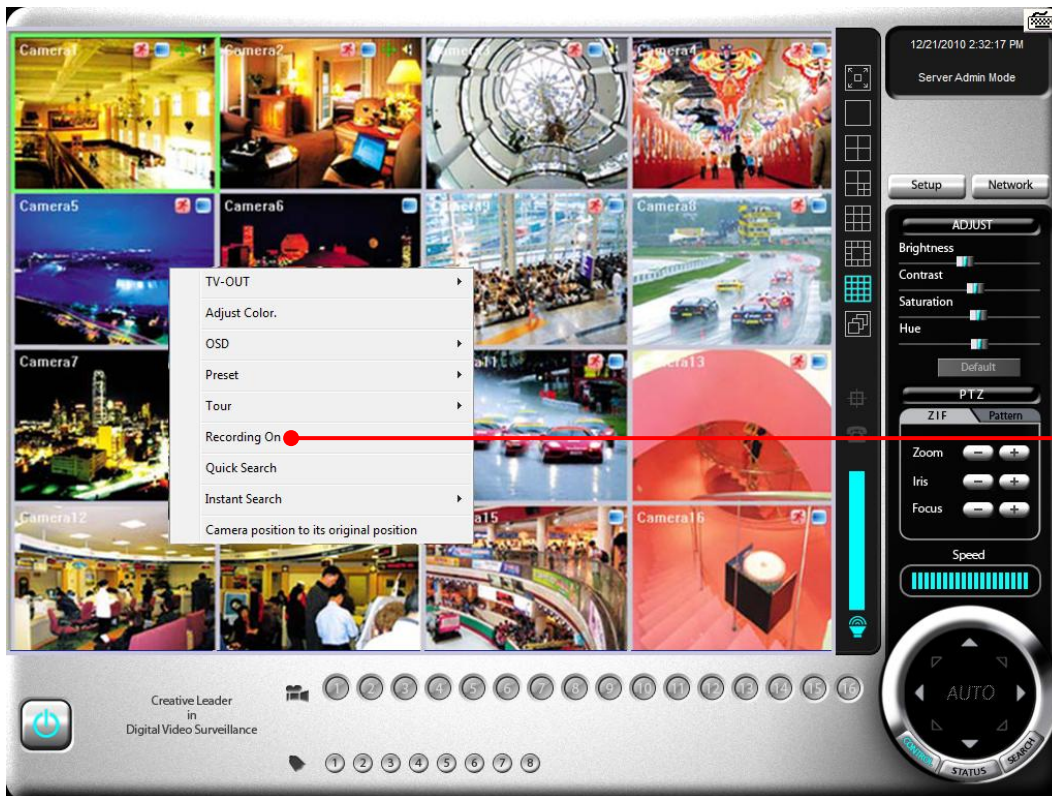 Camera1
Camera2
Camera3
Camera4
Camera5
Camera6
Camera8
Camera7
Camera13
Camera12
Camera16
TV-OUT
Adjust Color.
OSD
Preset
Tour
Recording On
Quick Search
Instant Search
Camera position to its original position
12/21/2010 2:32:17 PM
Server Admin Mode
Setup
Network
ADJUST
Brightness
Contrast
Saturation
Hue
Default
PTZ
ZIF
Pattern
Zoom
Iris
Focus
Speed
AUTO
CONTROL
STATUS
SEARCH
Creative Leader
in
Digital Video Surveillance
1 2 3 4 5 6 7 8 9 10 11 12 13 14 15 16
1 2 3 4 5 6 7 8